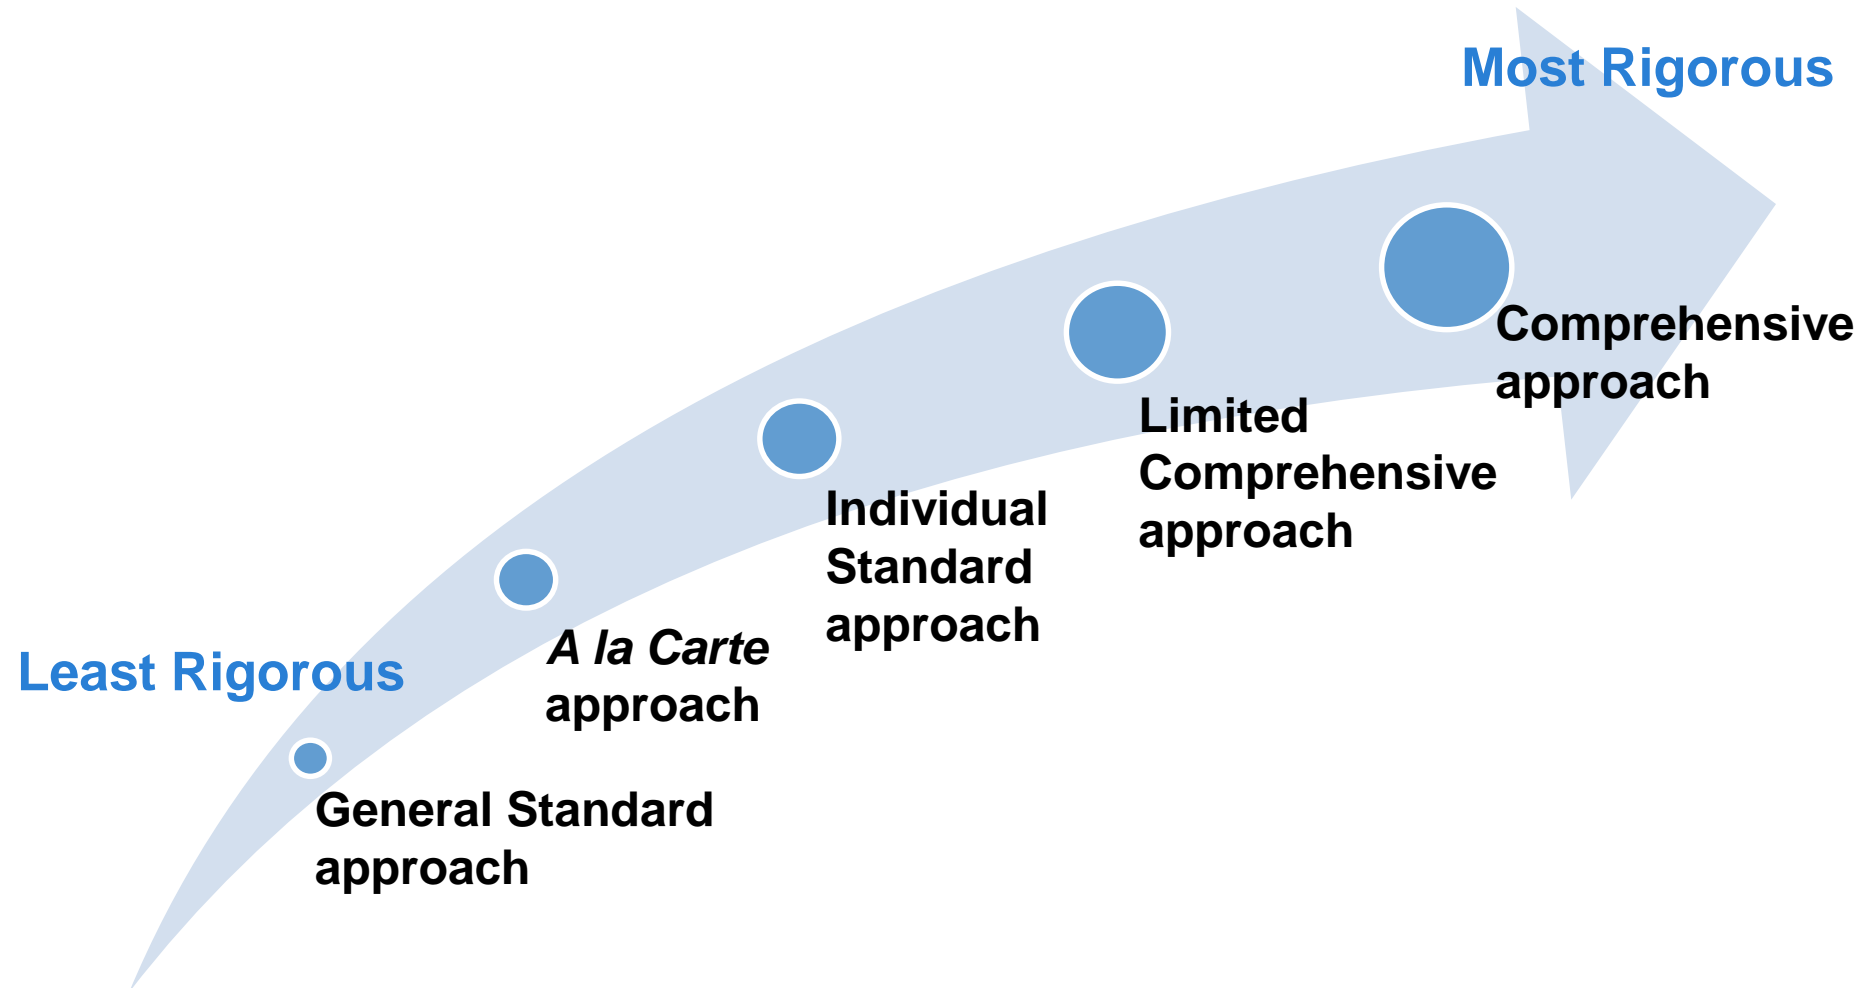 Most Rigorous
Comprehensive
approach
Limited
Comprehensive
approach
Individual
Standard
approach
A la Carte
approach
Least Rigorous
General Standard
approach